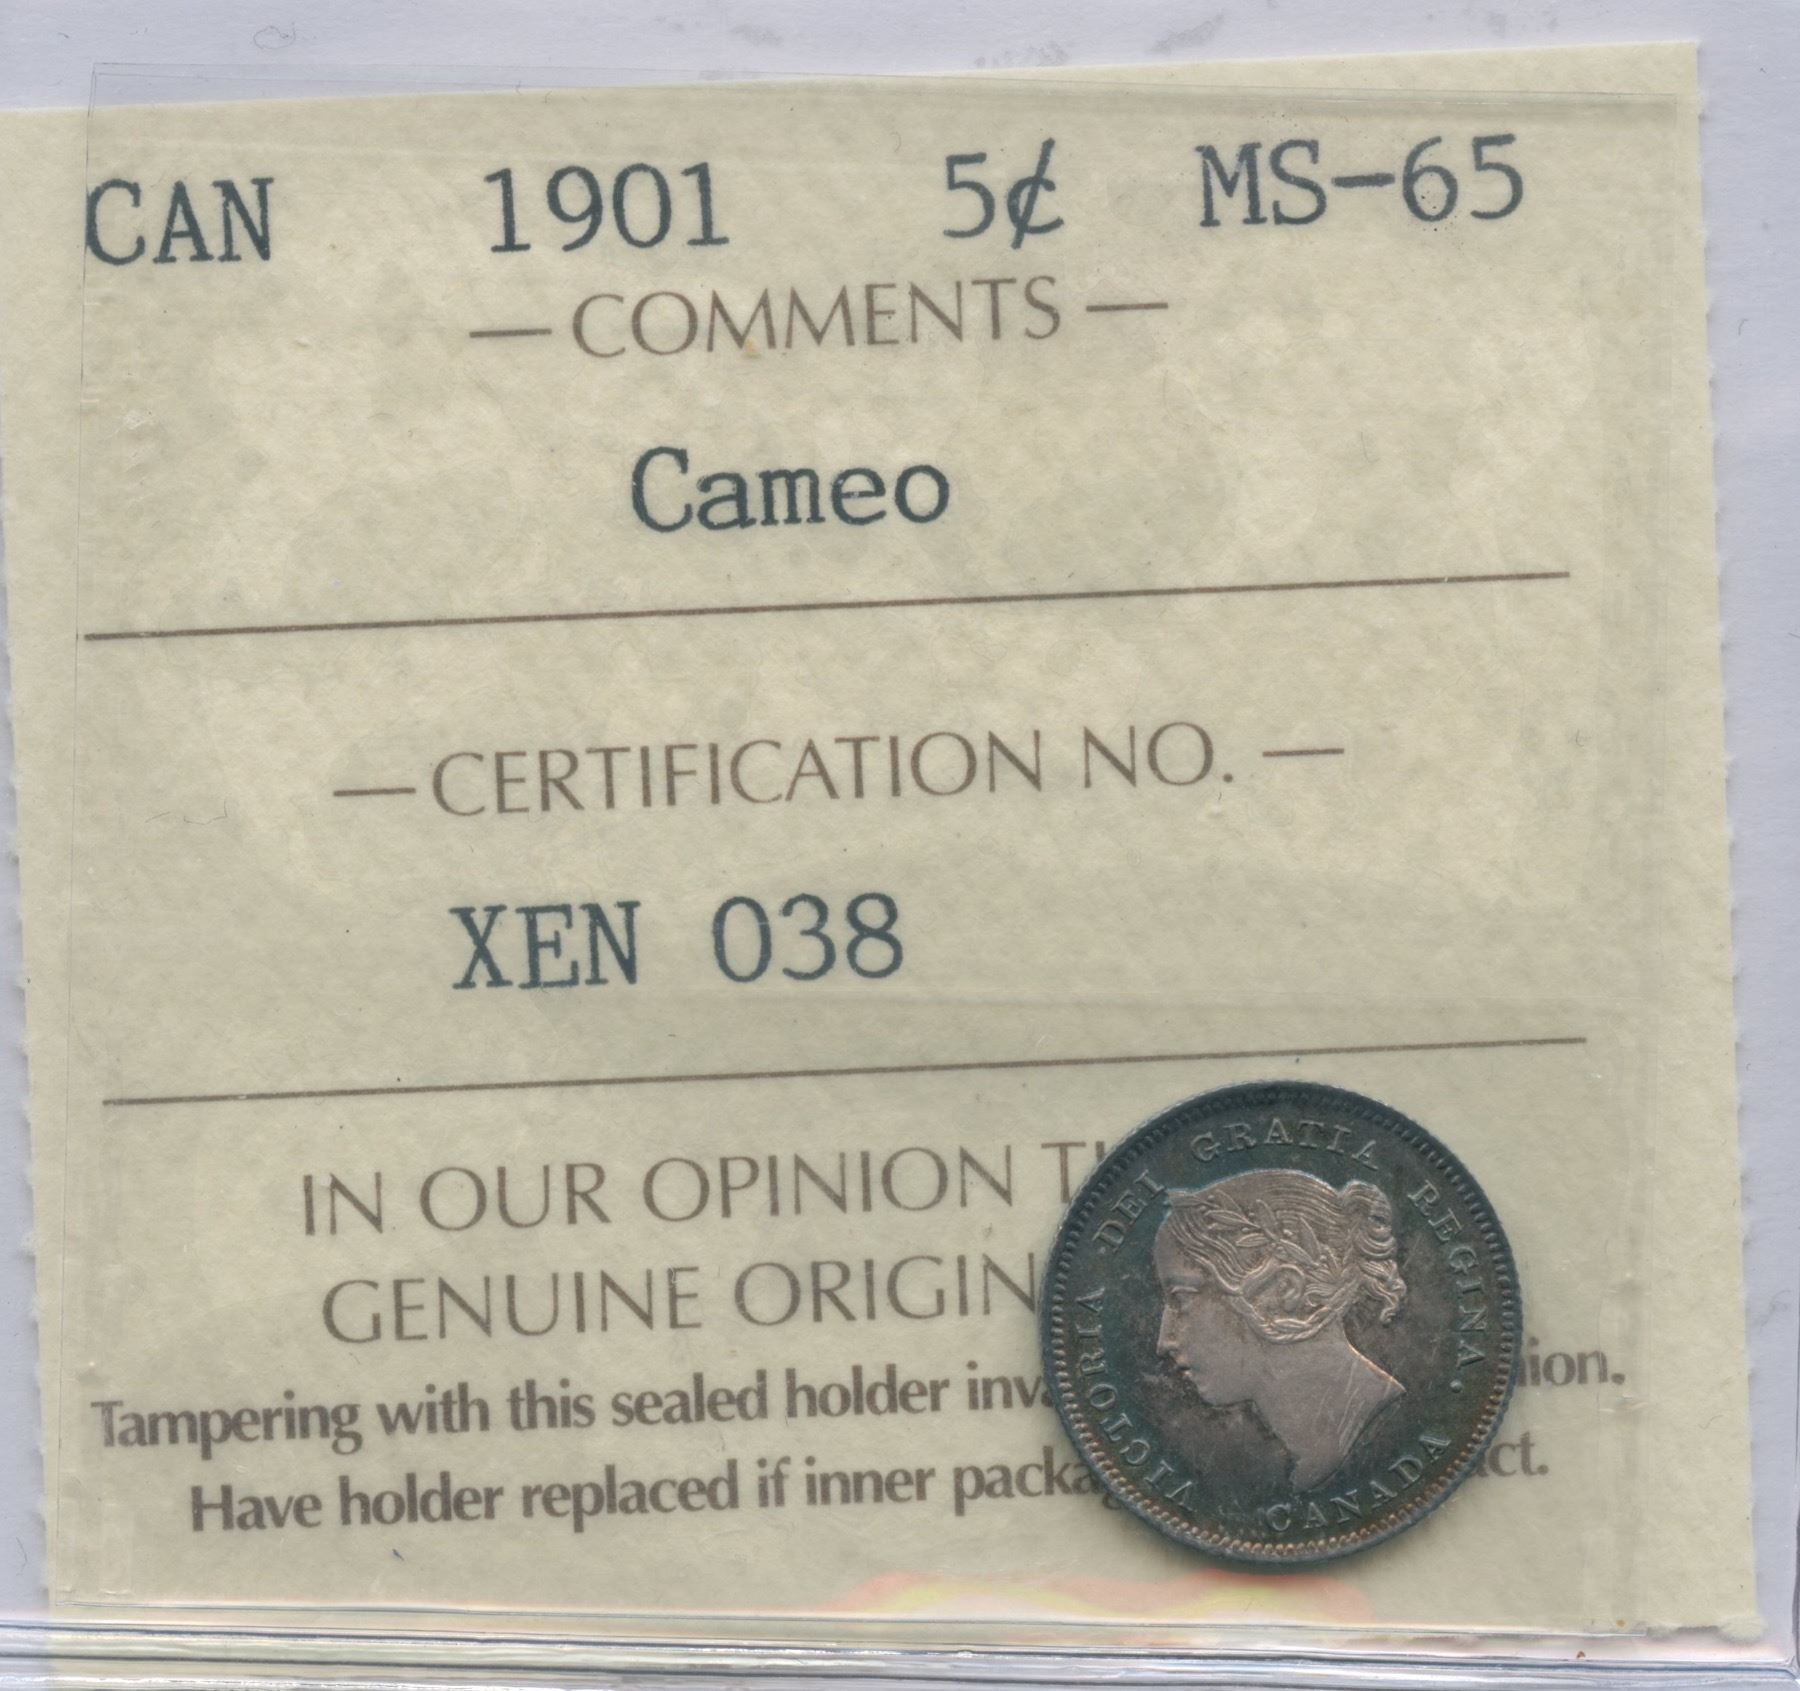 CAN 1901 5¢ MS-65
— COMMENTS —
Cameo
— CERTIFICATION NO. —
XEN 038
IN OUR OPINION T
GENUINE ORIGIN
Tampering with this sealed holder inva ion.
Have holder replaced if inner packa ct.
VICTORIA DEI GRATIA REGINA.
CANADA